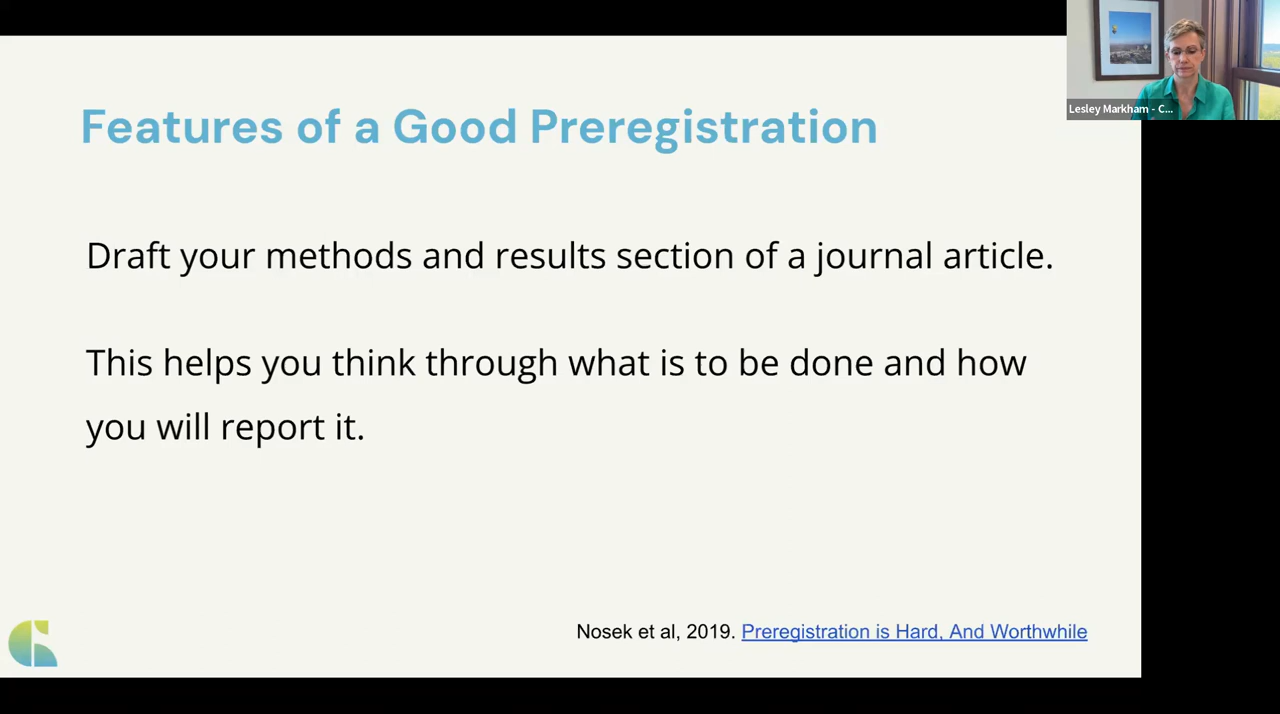 Lesley Markham - C...
Features of a Good Preregistration
Draft your methods and results section of a journal article.
This helps you think through what is to be done and how
you will report it.
Nosek et al, 2019. Preregistration is Hard, And Worthwhile